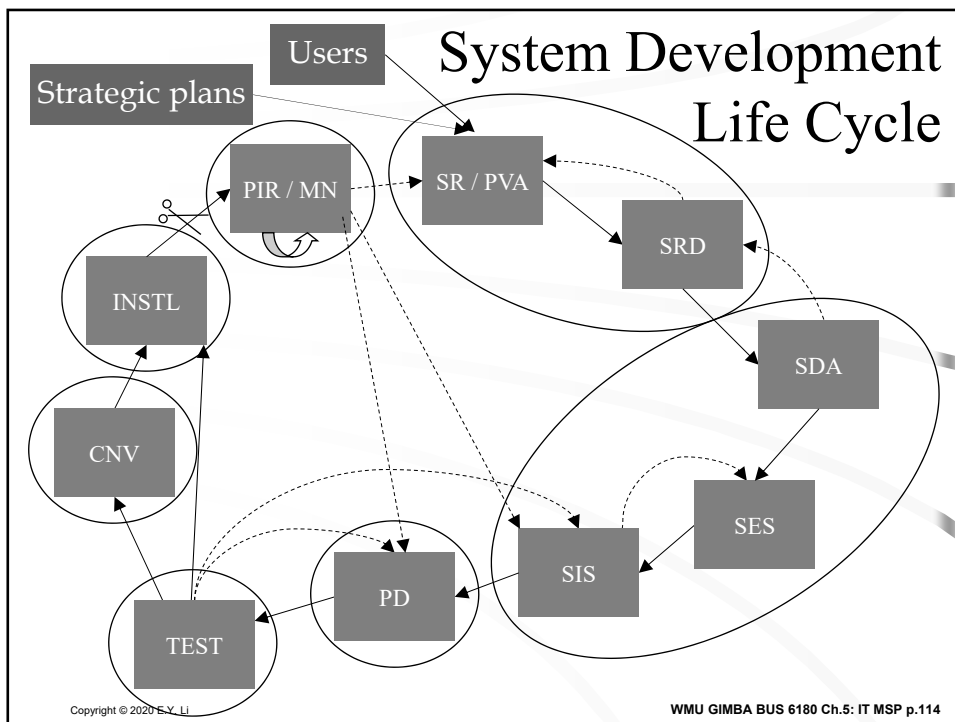 System Development
Life Cycle
Users
Strategic plans
PIR / MN
SR / PVA
SRD
INSTL
SDA
CNV
SES
SIS
PD
TEST
Copyright © 2020 E.Y. Li
WMU GIMBA BUS 6180 Ch.5: IT MSP p.114